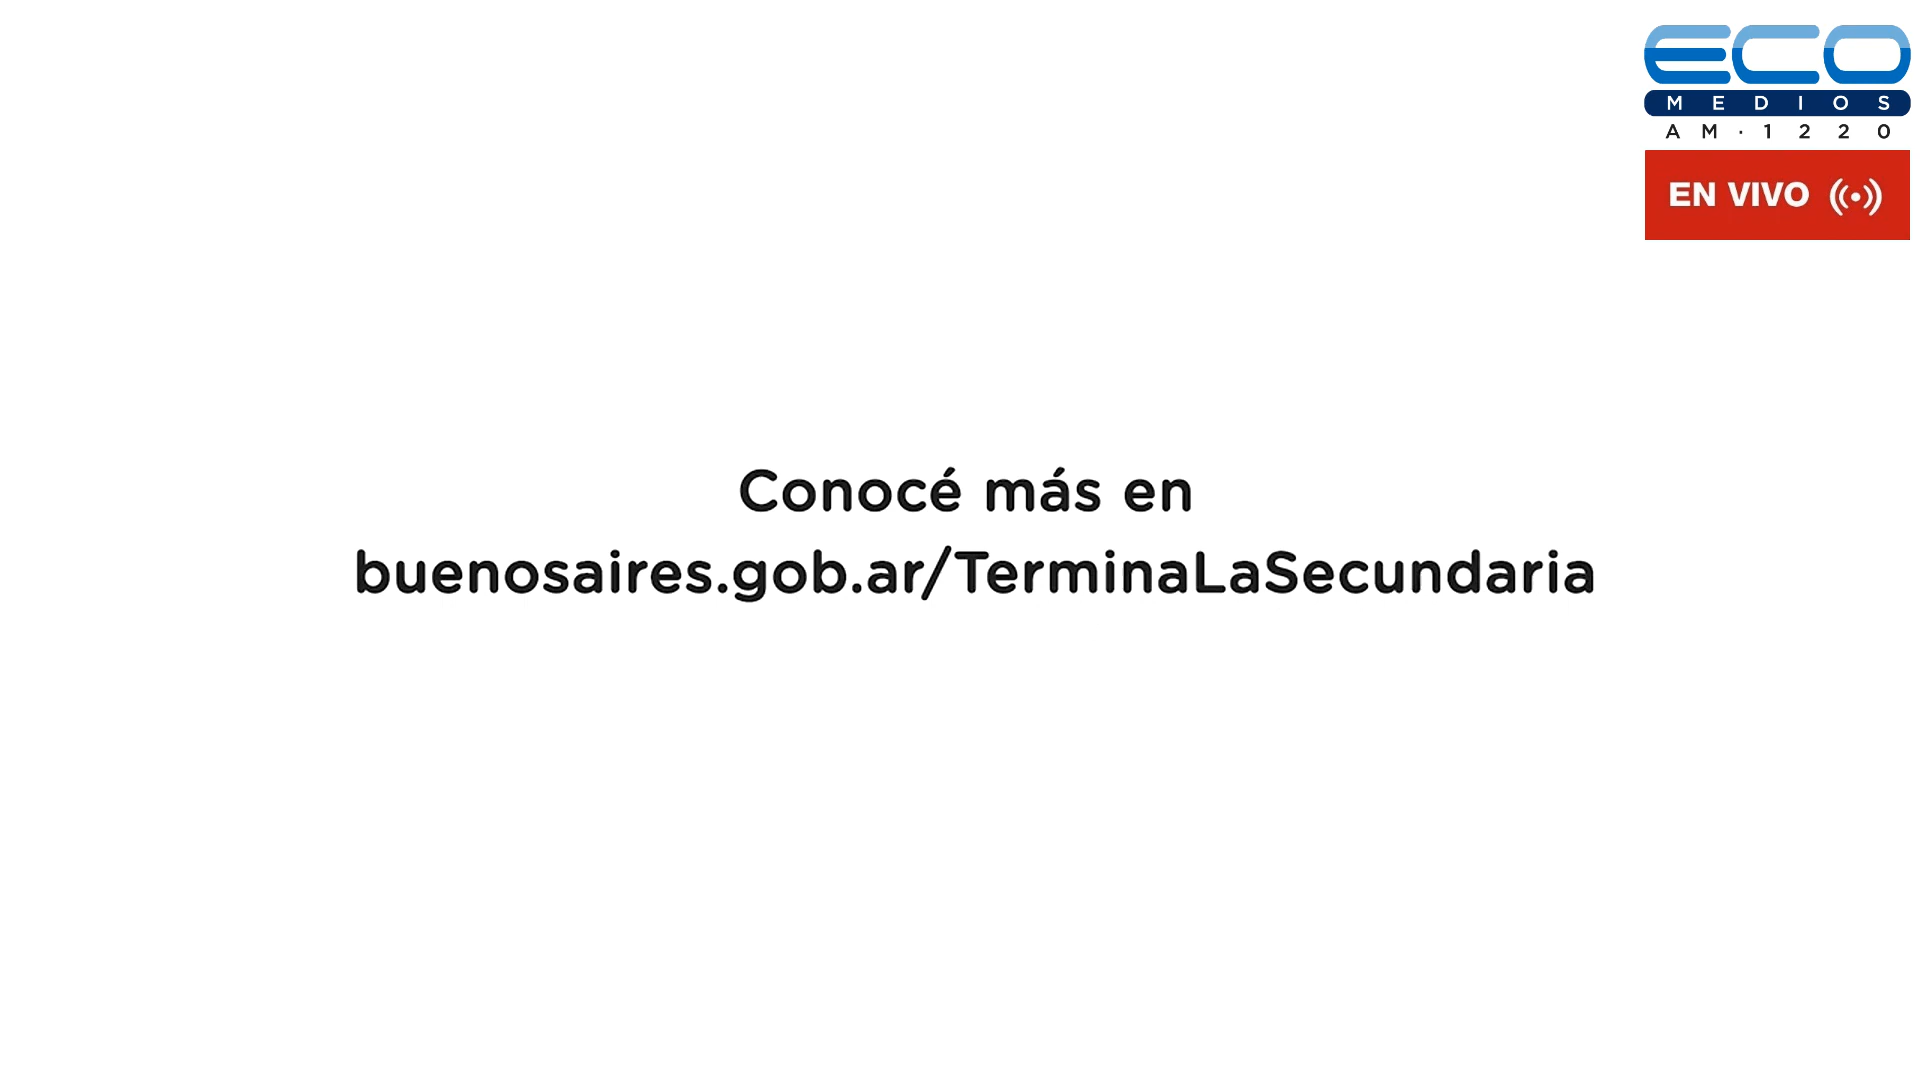 ECO
MEDIOS
AM·1220
EN VIVO
Conocé más en
buenosaires.gob.ar/TerminaLaSecundaria